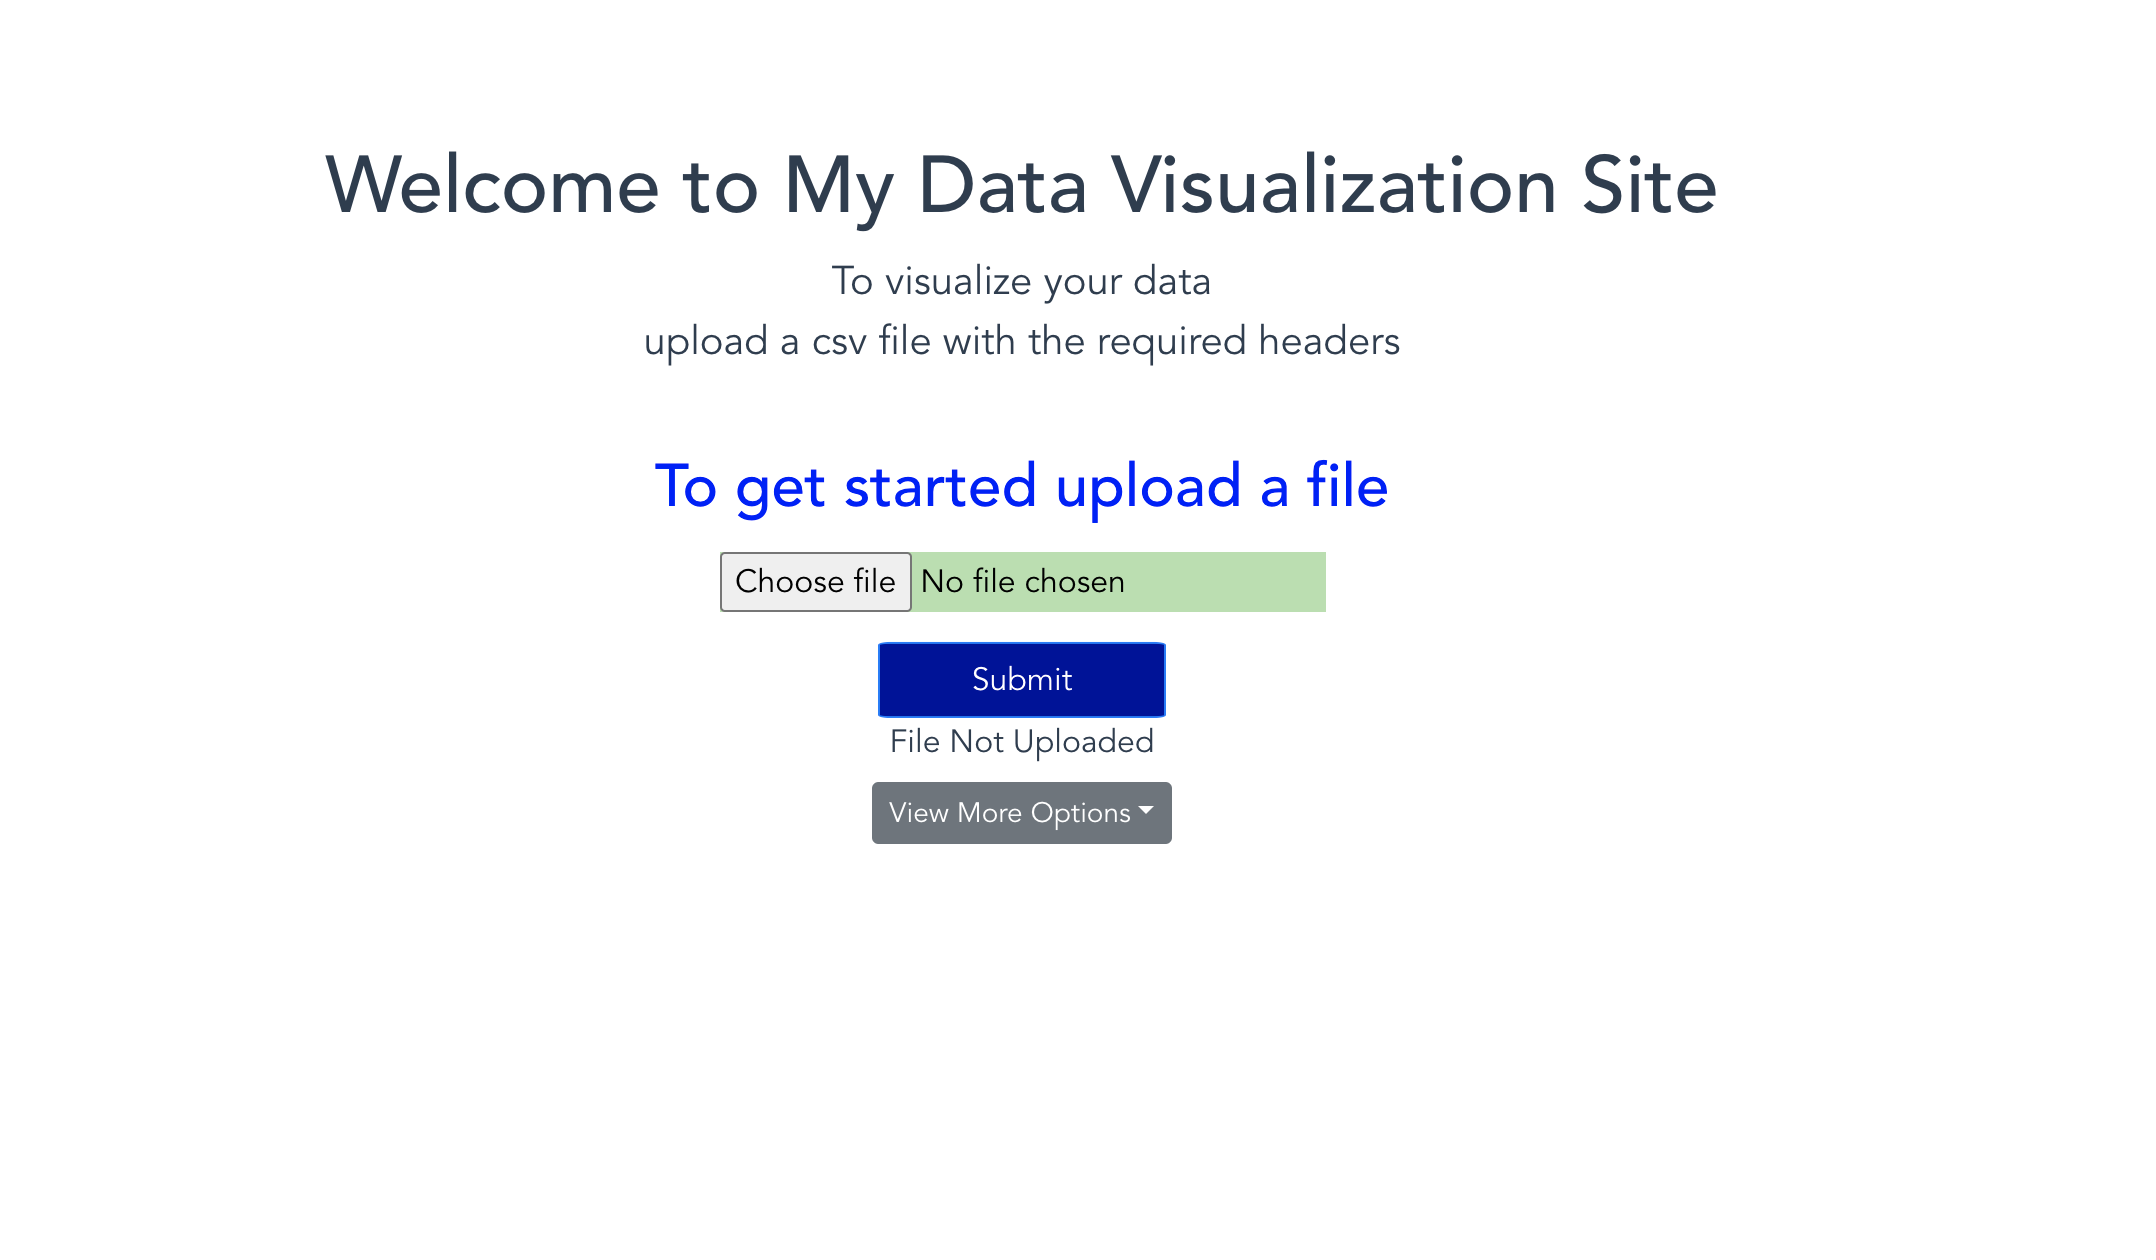 Welcome to My Data Visualization Site
To visualize your data
upload a csv file with the required headers
To get started upload a file
Choose file No file chosen
Submit
File Not Uploaded
View More Options